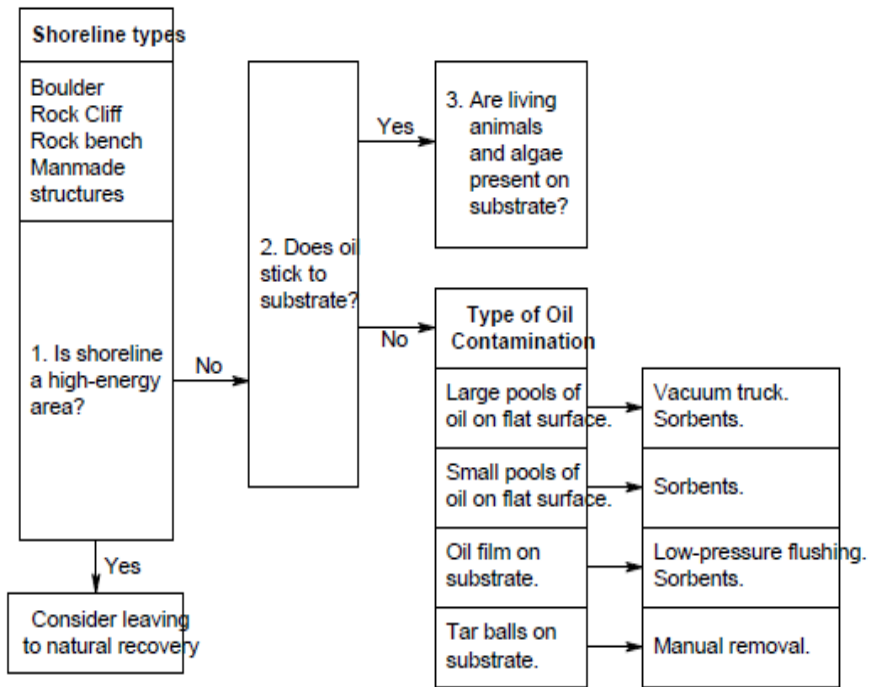 Shoreline types
Boulder
Rock Cliff
Rock bench
Manmade
structures
1. Is shoreline
a high-energy
area?
Yes
Consider leaving
to natural recovery
No
2. Does oil
stick to
substrate?
Yes
3. Are living
animals
and algae
present on
substrate?
No
Type of Oil
Contamination
Large pools of
oil on flat surface.
Vacuum truck.
Sorbents.
Small pools of
oil on flat surface.
Sorbents.
Oil film on
substrate.
Low-pressure flushing.
Sorbents.
Tar balls on
substrate.
Manual removal.